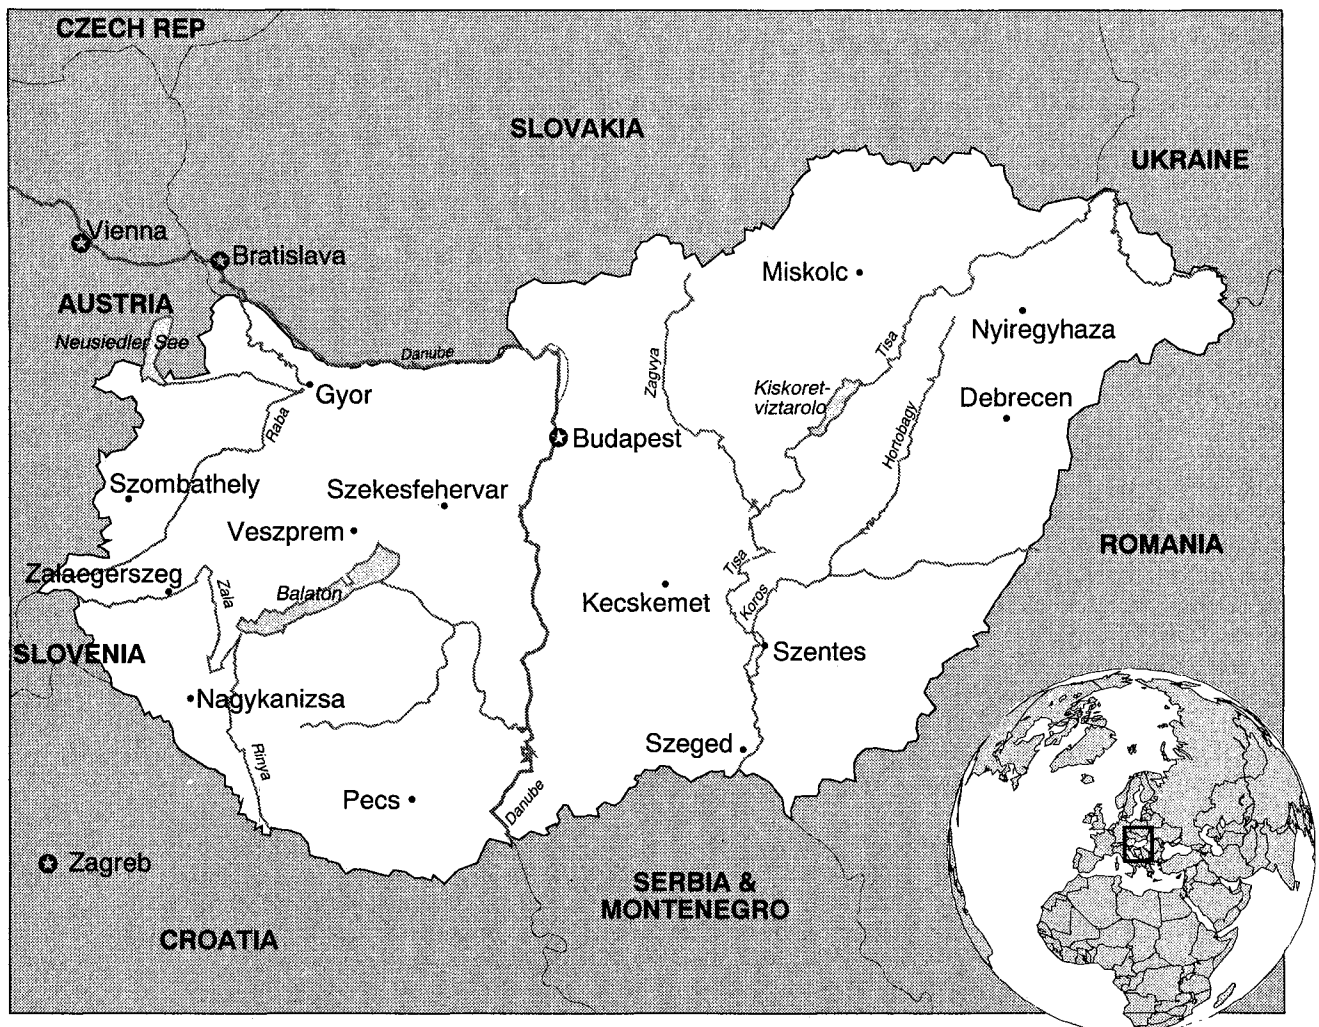 CZECH REP
SLOVAKIA
UKRAINE
Vienna
Bratislava
Miskolc
AUSTRIA
Nyiregyhaza
Neusiedler See
Danube
Tisa
Zagvya
Kiskoret-
viztarolo
Gyor
Debrecen
Raba
Hortobagy
Budapest
Szombathely
Szekesfehervar
Veszprem
ROMANIA
Tisa
Zalaegerszeg
Zala
Balaton
Kecskemet
Koros
SLOVENIA
Szentes
Nagykanizsa
Szeged
Rinya
Pecs
Danube
Zagreb
SERBIA &
MONTENEGRO
CROATIA